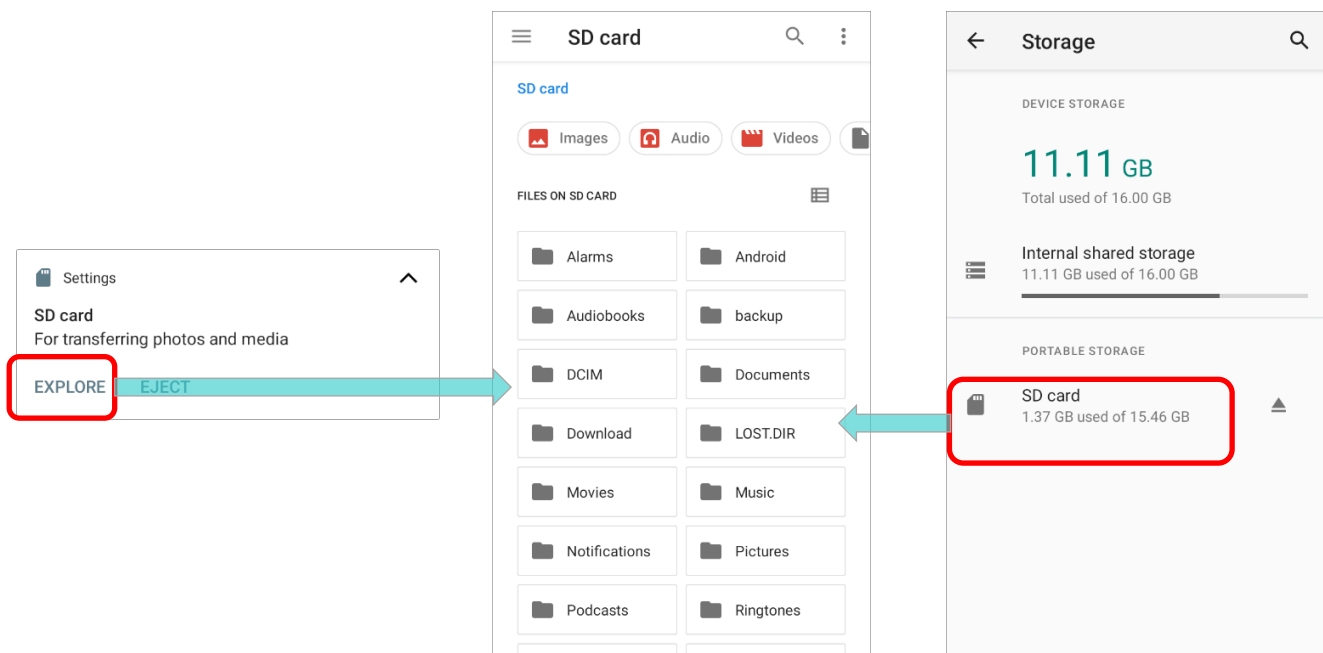 Settings
SD card
For transferring photos and media
EXPLORE EJECT
SD card
SD card
Images Audio Videos
FILES ON SD CARD
Alarms Android
Audiobooks backup
DCIM Documents
Download LOST.DIR
Movies Music
Notifications Pictures
Podcasts Ringtones
Storage
DEVICE STORAGE
11.11 GB
Total used of 16.00 GB
Internal shared storage
11.11 GB used of 16.00 GB
PORTABLE STORAGE
SD card
1.37 GB used of 15.46 GB